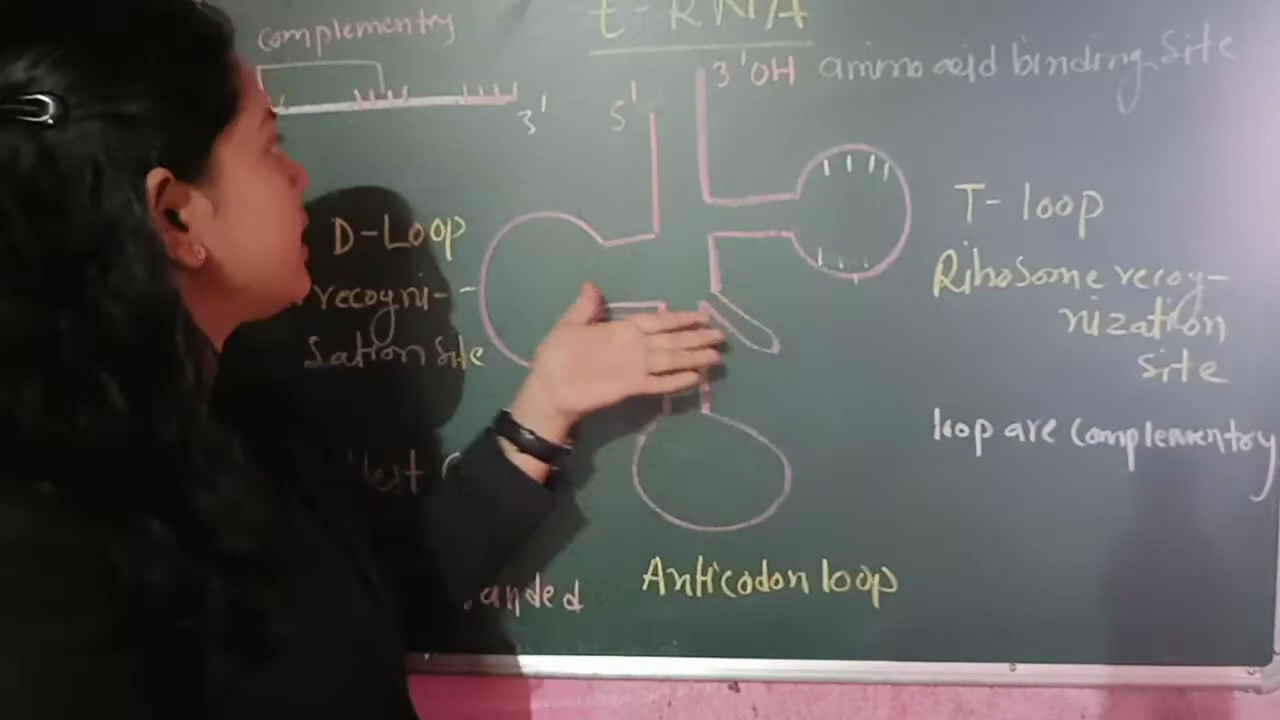 t-RNA
complementry
3'
5'
3'OH amino acid binding site
D-Loop
recogni-
sation site
T-loop
Ribosome recog-
nization
site
loop are complementry
Anticodon loop